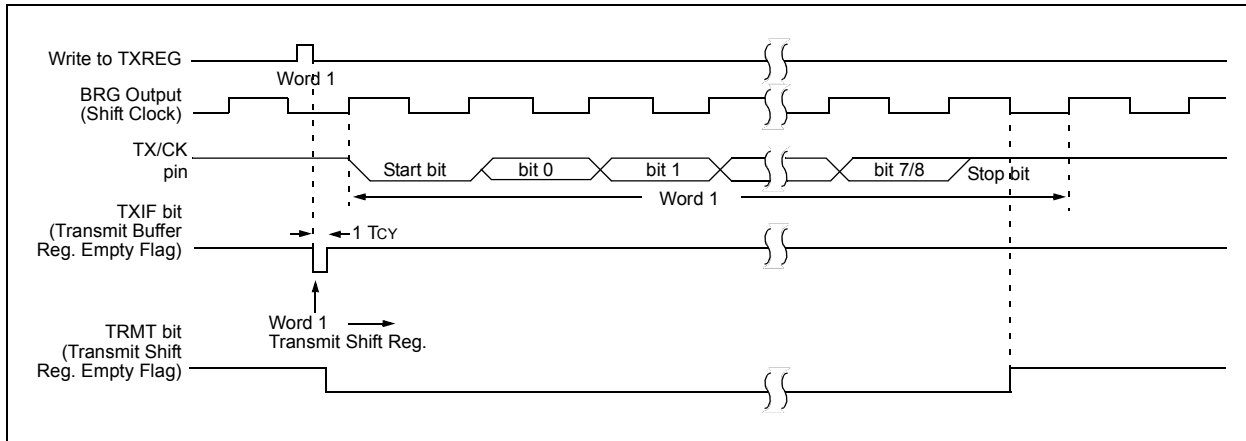 Write to TXREG
Word 1
BRG Output
(Shift Clock)
TX/CK
pin
Start bit
bit 0
bit 1
bit 7/8
Stop bit
Word 1
TXIF bit
(Transmit Buffer
Reg. Empty Flag)
1 TCY
Word 1
Transmit Shift Reg.
TRMT bit
(Transmit Shift
Reg. Empty Flag)